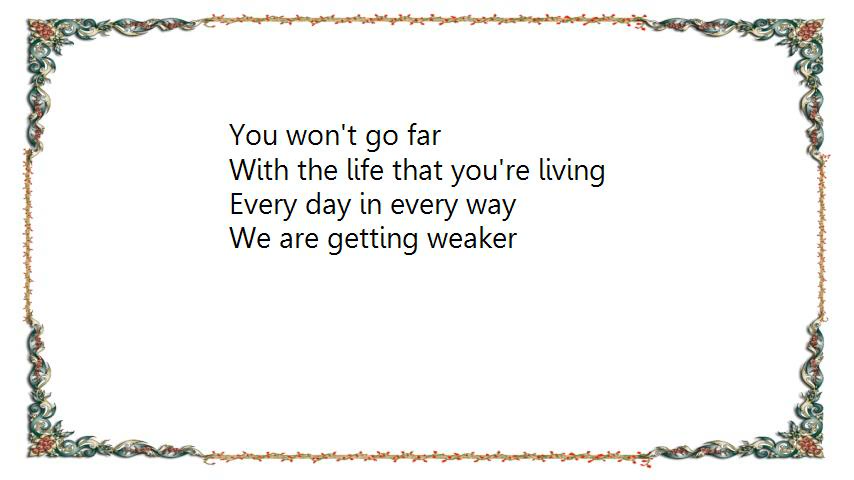 You won't go far
With the life that you're living
Every day in every way
We are getting weaker